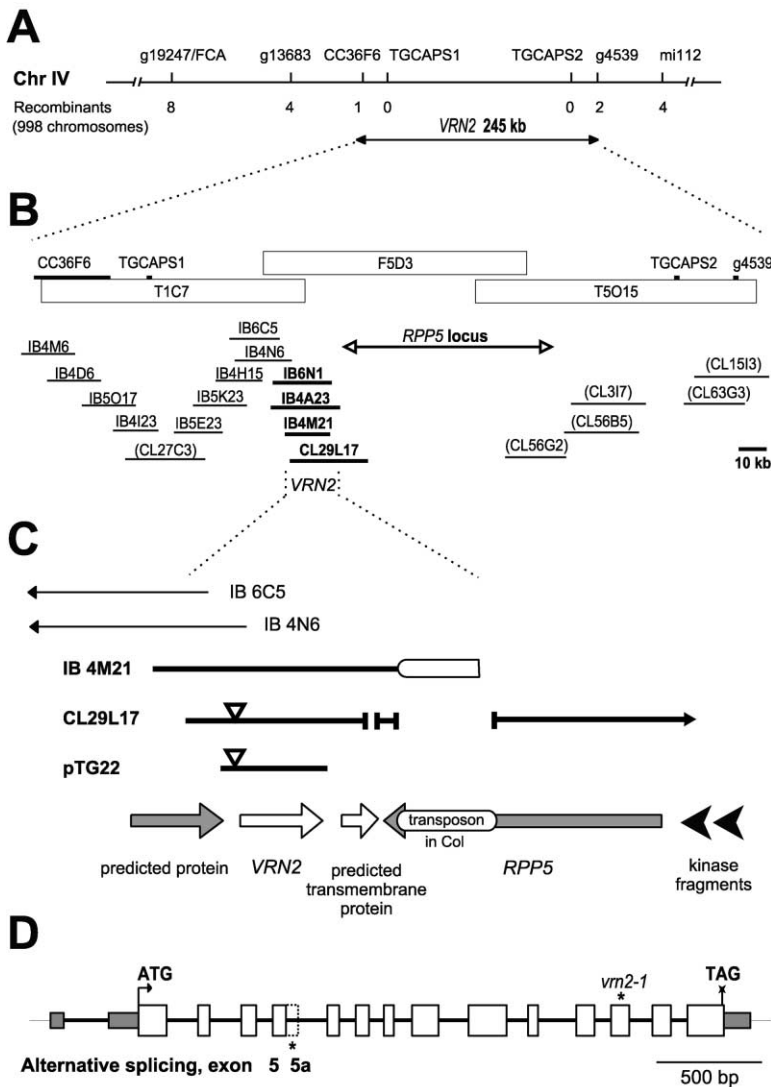 A
g19247/FCA g13683 CC36F6 TGCAPS1 TGCAPS2 g4539 mi112
Chr IV
Recombinants 8 4 1 0 0 2 4
(998 chromosomes)
VRN2 245 kb
B
CC36F6 TGCAPS1 F5D3 TGCAPS2 g4539
T1C7 T5O15
IB6C5
RPP5 locus
IB4M6 IB4N6
IB4D6 IB4H15 IB6N1 (CL15I3)
IB5O17 IB5K23 IB4A23 (CL3I7) (CL63G3)
IB4I23 IB5E23 IB4M21 (CL56B5)
(CL27C3) CL29L17 (CL56G2) 10 kb
VRN2
C
IB 6C5
IB 4N6
IB 4M21
CL29L17
pTG22
transposon
in Col
predicted protein VRN2 predicted RPP5 kinase
transmembrane fragments
protein
D
ATG vrn2-1 TAG
*
*
Alternative splicing, exon 5 5a
500 bp